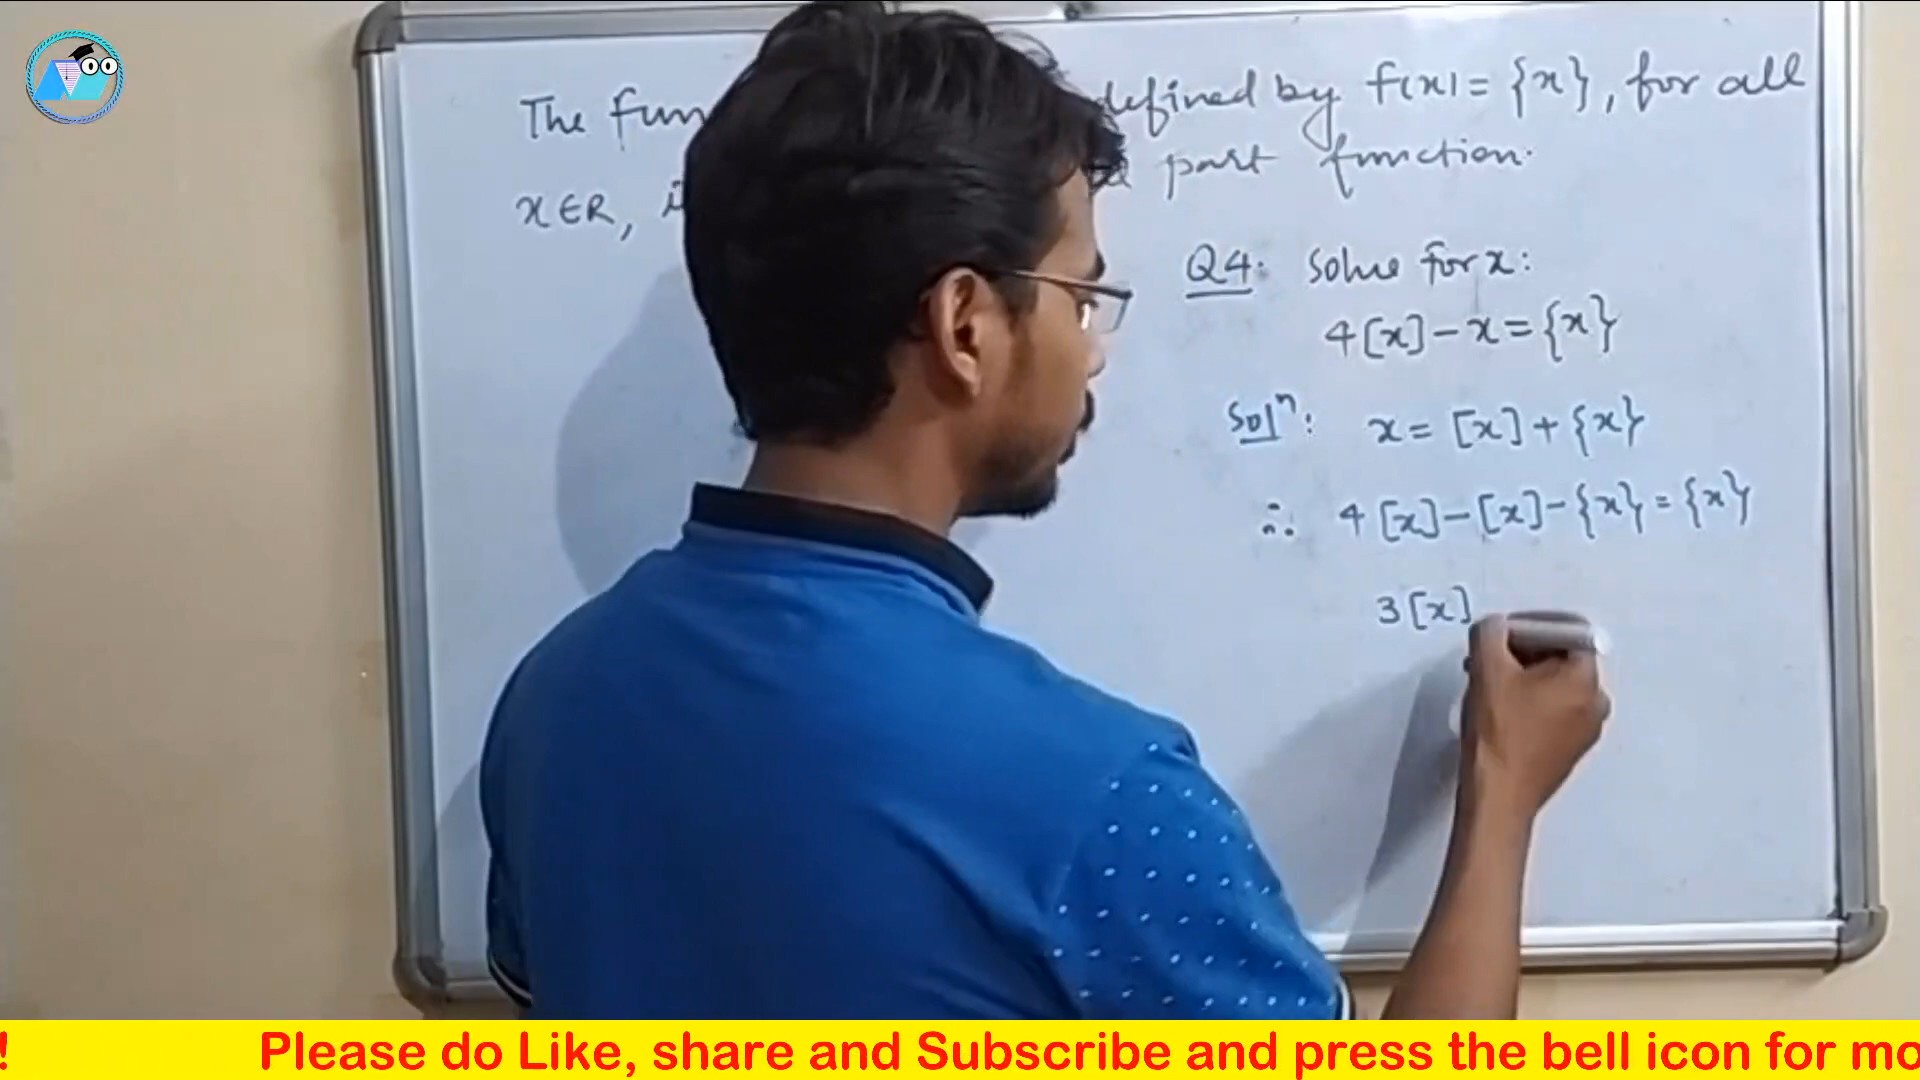 The fun defined by f(x) = {x}, for all
x∈R, part function.
Q4: Solve for x:
4[x]-x={x}
Solⁿ: x = [x]+{x}
∴ 4[x]-[x]-{x}={x}
3[x]
! Please do Like, share and Subscribe and press the bell icon for mo